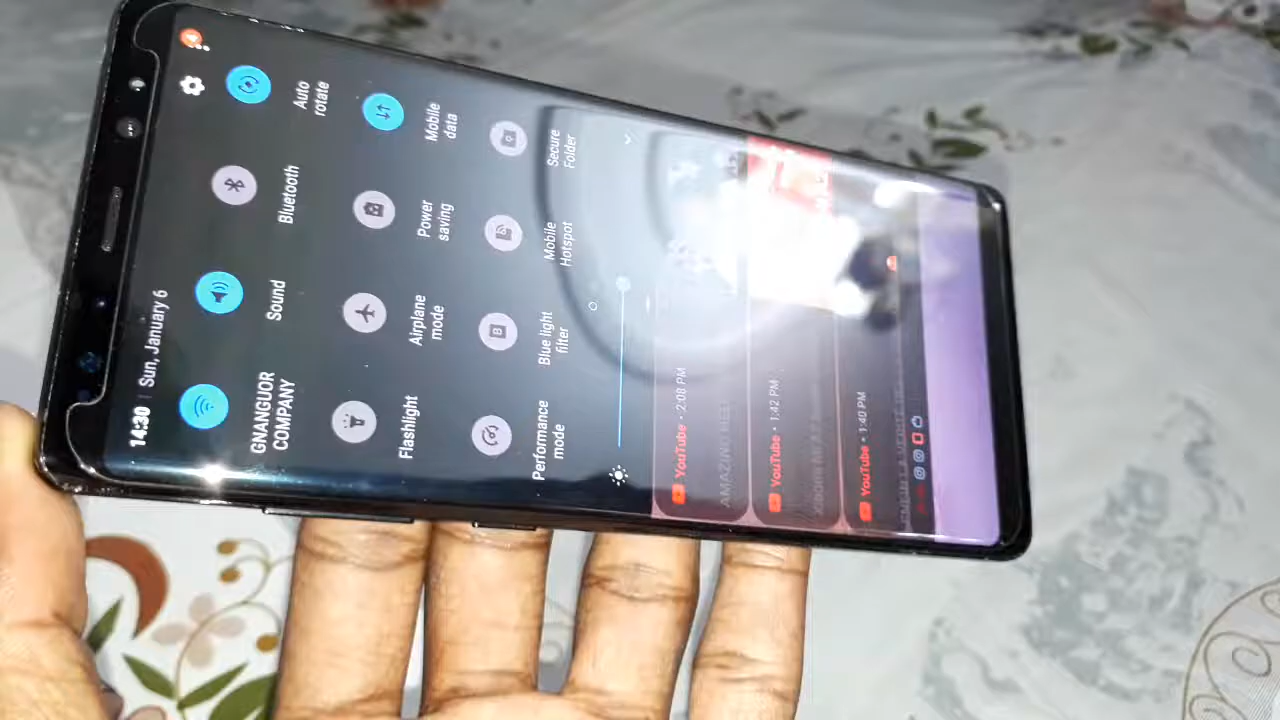 14:30 | Sun, January 6
GNANGUOR
COMPANY
Sound
Bluetooth
Auto
rotate
Flashlight
Airplane
mode
Power
saving
Mobile
data
Performance
mode
Blue light
filter
Mobile
Hotspot
Secure
Folder
YouTube • 2:08 PM
AMAZING
YouTube • 1:42 PM
Xiaomi
YouTube • 1:40 PM